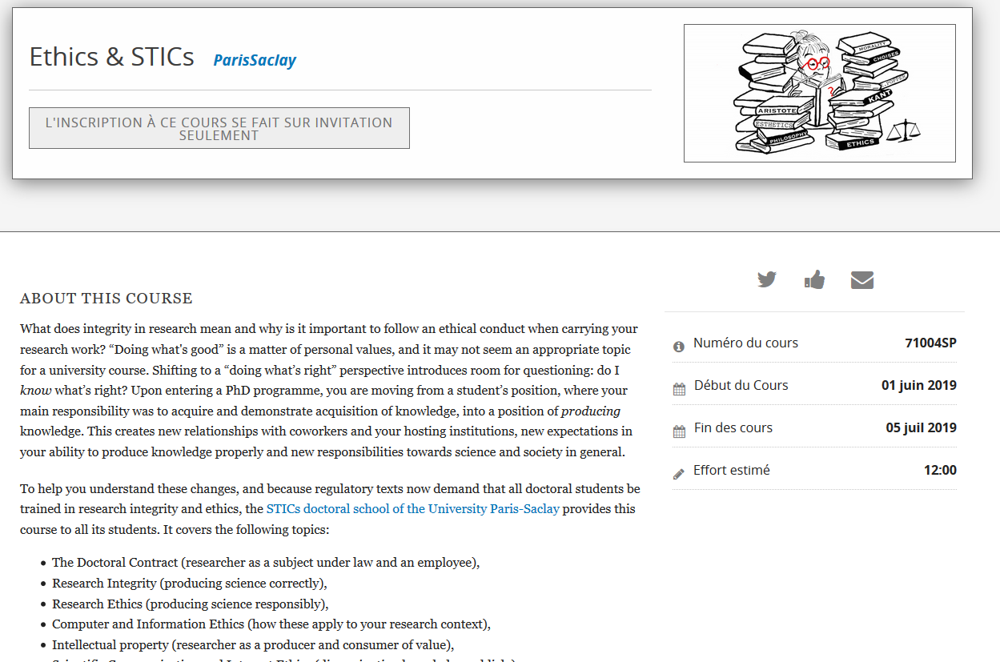 Ethics & STICs ParisSaclay
L'INSCRIPTION À CE COURS SE FAIT SUR INVITATION
SEULEMENT
MORALITY
CHOISES
KANT
ARISTOTE
ESTHETICS
PHILOSOPHY
ETHICS
?
ABOUT THIS COURSE
What does integrity in research mean and why is it important to follow an ethical conduct when carrying your
research work? “Doing what's good” is a matter of personal values, and it may not seem an appropriate topic
for a university course. Shifting to a “doing what’s right” perspective introduces room for questioning: do I
know what’s right? Upon entering a PhD programme, you are moving from a student’s position, where your
main responsibility was to acquire and demonstrate acquisition of knowledge, into a position of producing
knowledge. This creates new relationships with coworkers and your hosting institutions, new expectations in
your ability to produce knowledge properly and new responsibilities towards science and society in general.
To help you understand these changes, and because regulatory texts now demand that all doctoral students be
trained in research integrity and ethics, the STICs doctoral school of the University Paris-Saclay provides this
course to all its students. It covers the following topics:
• The Doctoral Contract (researcher as a subject under law and an employee),
• Research Integrity (producing science correctly),
• Research Ethics (producing science responsibly),
• Computer and Information Ethics (how these apply to your research context),
• Intellectual property (researcher as a producer and consumer of value),
Numéro du cours 71004SP
Début du Cours 01 juin 2019
Fin des cours 05 juil 2019
Effort estimé 12:00